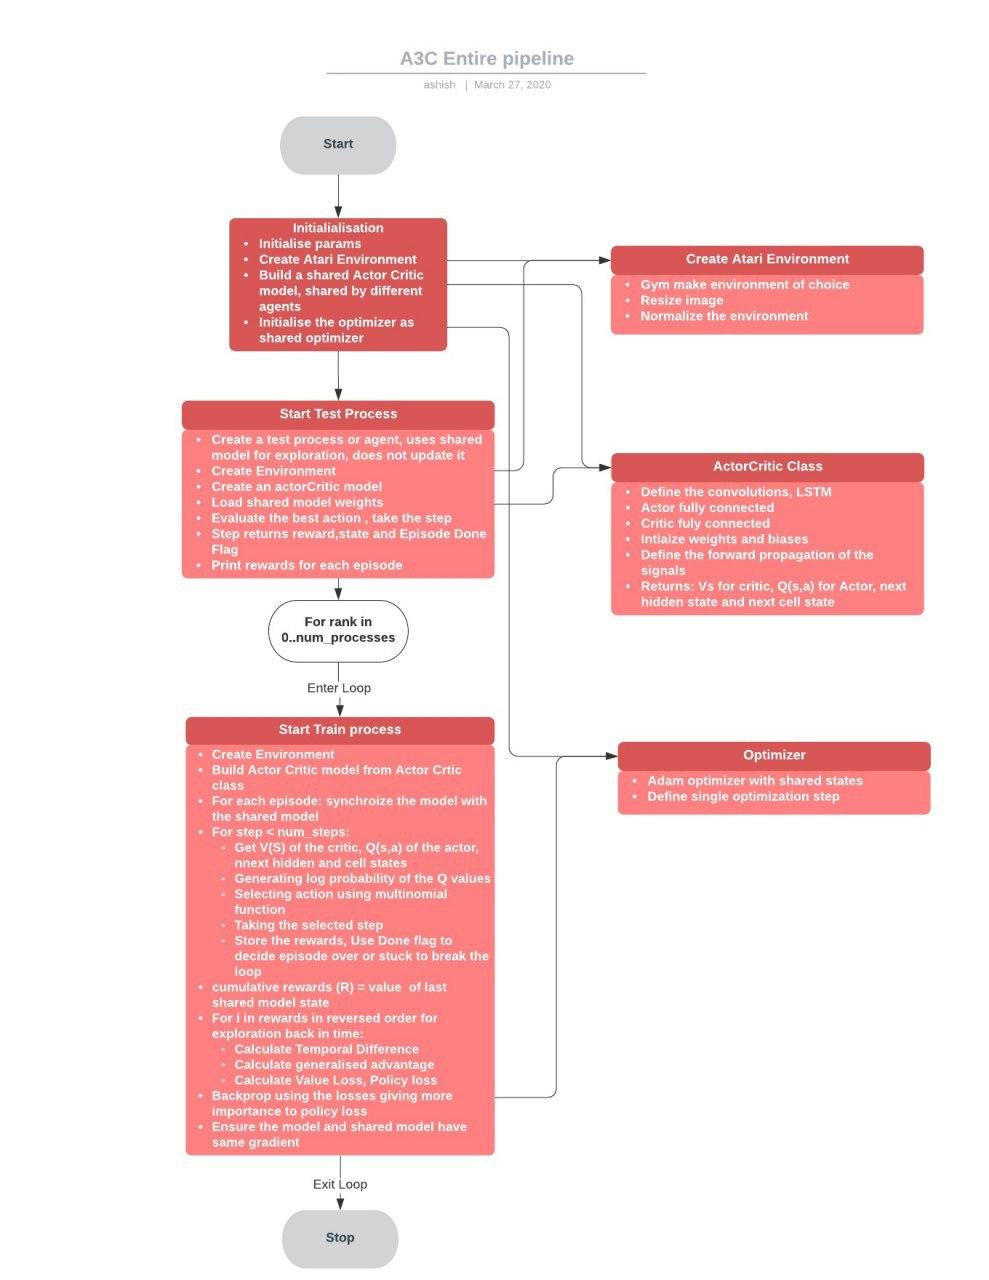 A3C Entire pipeline
ashish | March 27, 2020
Start
Initialialisation
• Initialise params
• Create Atari Environment
• Build a shared Actor Critic
model, shared by different
agents
• Initialise the optimizer as
shared optimizer
Create Atari Environment
• Gym make environment of choice
• Resize image
• Normalize the environment
Start Test Process
• Create a test process or agent, uses shared
model for exploration, does not update it
• Create Environment
• Create an actorCritic model
• Load shared model weights
• Evaluate the best action , take the step
• Step returns reward,state and Episode Done
Flag
• Print rewards for each episode
ActorCritic Class
• Define the convolutions, LSTM
• Actor fully connected
• Critic fuly connected
• Intiaize weights and biases
• Define the forward propagation of the
signals
• Returns: Vs for critic, Q(s,a) for Actor, next
hidden state and next cell state
For rank in
0..num_processes
Enter Loop
Start Train process
• Create Environment
• Build Actor Critic model from Actor Crtic
class
• For each episode: synchroize the model with
the shared model
• For step < num_steps:
◦ Get V(S) of the critic, Q(s,a) of the actor,
nnext hidden and cell states
◦ Generating log probability of the Q values
◦ Selecting action using multinomial
function
◦ Taking the selected step
◦ Store the rewards, Use Done flag to
decide episode over or stuck to break the
loop
• cumulative rewards (R) = value of last
shared model state
• For i in rewards in reversed order for
exploration back in time:
◦ Calculate Temporal Difference
◦ Calculate generalised advantage
◦ Calculate Value Loss, Policy loss
• Backprop using the losses giving more
importance to policy loss
• Ensure the model and shared model have
same gradient
Optimizer
• Adam optimizer with shared states
• Define single optimization step
Exit Loop
Stop